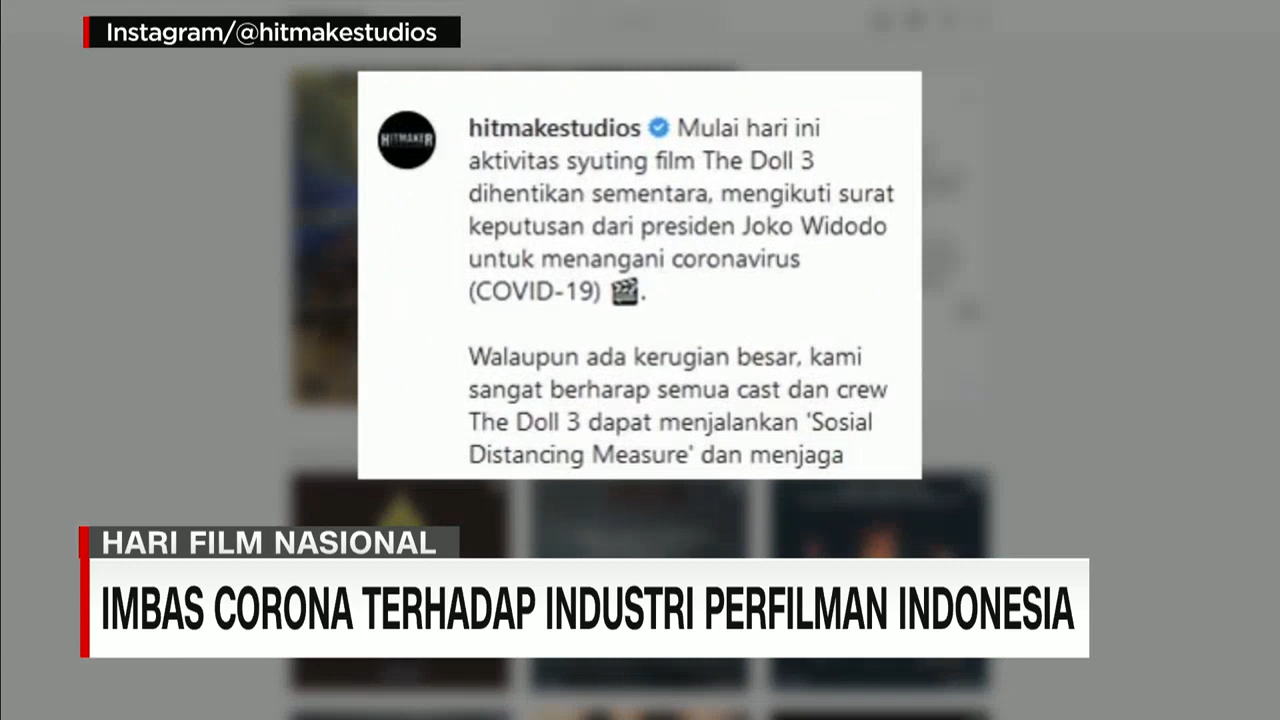 Instagram/@hitmakestudios
HITMAKER
hitmakestudios Mulai hari ini
aktivitas syuting film The Doll 3
dihentikan sementara, mengikuti surat
keputusan dari presiden Joko Widodo
untuk menangani coronavirus
(COVID-19) 🎬.
Walaupun ada kerugian besar, kami
sangat berharap semua cast dan crew
The Doll 3 dapat menjalankan 'Sosial
Distancing Measure' dan menjaga
HARI FILM NASIONAL
IMBAS CORONA TERHADAP INDUSTRI PERFILMAN INDONESIA